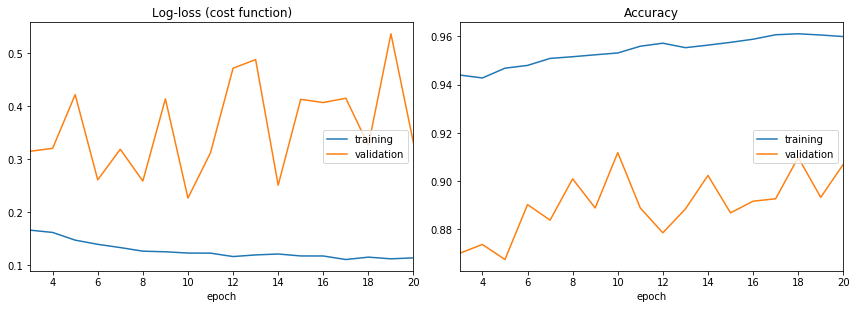 Log-loss (cost function)
0.5
0.4
0.3
0.2
0.1
training
validation
4 6 8 10 12 14 16 18 20
epoch
Accuracy
0.96
0.94
0.92
0.90
0.88
training
validation
4 6 8 10 12 14 16 18 20
epoch